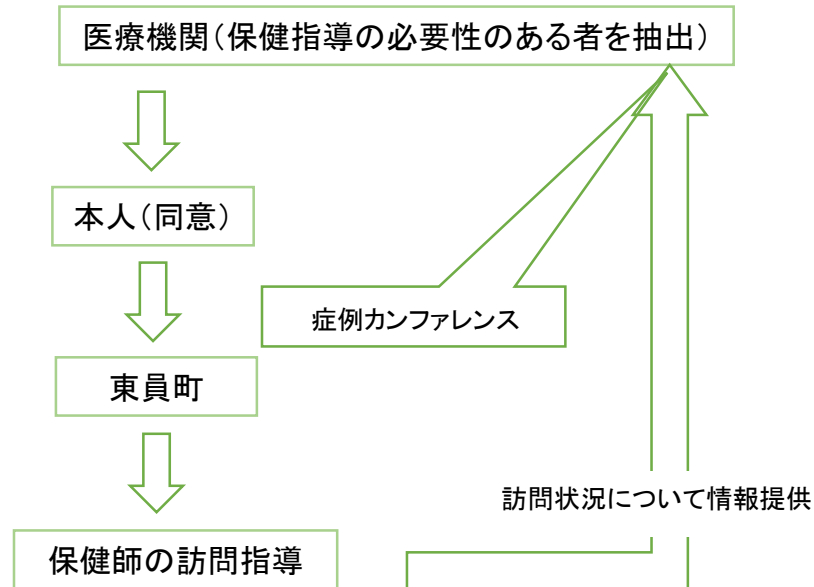 医療機関（保健指導の必要性のある者を抽出）
本人（同意）
症例カンファレンス
東員町
訪問状況について情報提供
保健師の訪問指導